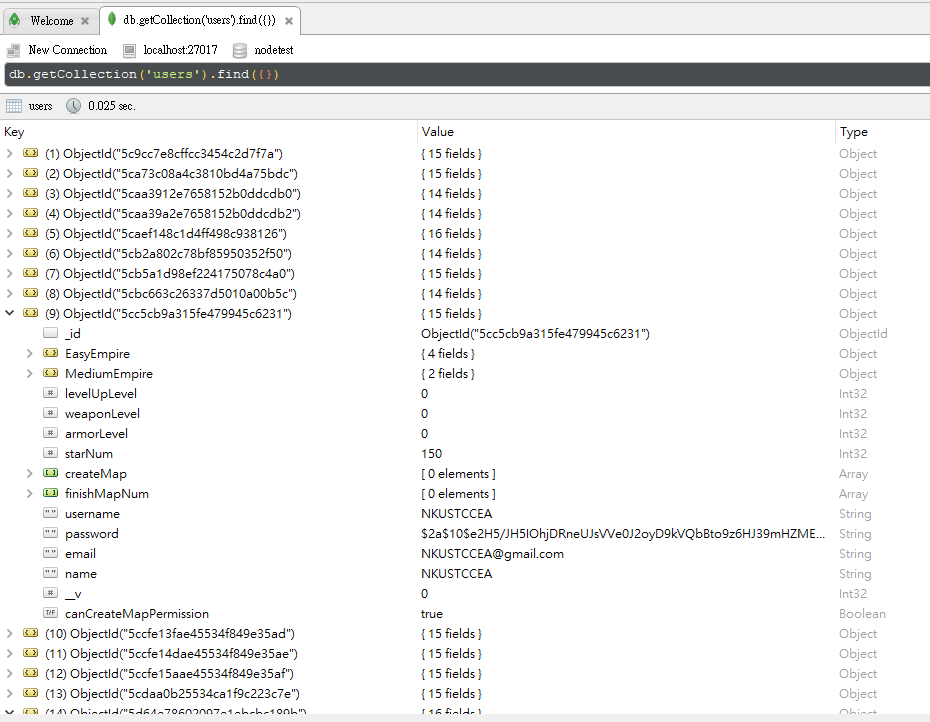 Welcome db.getCollection('users').find({})
New Connection localhost:27017 nodetest
db.getCollection('users').find({})
users 0.025 sec.
Key Value Type
(1) ObjectId("5c9cc7e8cffcc3454c2d7f7a") { 15 fields } Object
(2) ObjectId("5ca73c08a4c3810bd4a75bdc") { 15 fields } Object
(3) ObjectId("5caa3912e7658152b0ddcdb0") { 14 fields } Object
(4) ObjectId("5caa39a2e7658152b0ddcdb2") { 14 fields } Object
(5) ObjectId("5caef148c1d4ff498c938126") { 16 fields } Object
(6) ObjectId("5cb2a802c78bf85950352f50") { 14 fields } Object
(7) ObjectId("5cb5a1d98ef224175078c4a0") { 15 fields } Object
(8) ObjectId("5cbc663c26337d5010a00b5c") { 14 fields } Object
(9) ObjectId("5cc5cb9a315fe479945c6231") { 15 fields } Object
_id ObjectId("5cc5cb9a315fe479945c6231") ObjectId
EasyEmpire { 4 fields } Object
MediumEmpire { 2 fields } Object
# levelUpLevel 0 Int32
# weaponLevel 0 Int32
# armorLevel 0 Int32
# starNum 150 Int32
createMap [ 0 elements ] Array
finishMapNum [ 0 elements ] Array
username NKUSTCCEA String
password $2a$10$e2H5/JH5IOhjDRneUJsVVe0J2oyD9kVQbBto9z6HJ39mHZME... String
email NKUSTCCEA@gmail.com String
name NKUSTCCEA String
# __v 0 Int32
T/F canCreateMapPermission true Boolean
(10) ObjectId("5ccfe13fae45534f849e35ad") { 15 fields } Object
(11) ObjectId("5ccfe14dae45534f849e35ae") { 15 fields } Object
(12) ObjectId("5ccfe15aae45534f849e35af") { 15 fields } Object
(13) ObjectId("5cdaa0b25534ca1f9c223c7e") { 15 fields } Object
{ 16 fields } Object